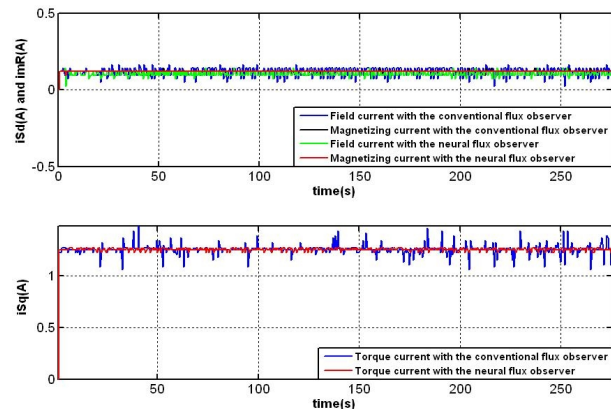 0.5
0
-0.5
iSd(A) and imR(A)
Field current with the conventional flux observer
Magnetizing current with the conventional flux observer
Field current with the neural flux observer
Magnetizing current with the neural flux observer
0 50 100 150 200 250
time(s)
1
0.5
0
iSq(A)
Torque current with the conventional flux observer
Torque current with the neural flux observer
50 100 150 200 250
time(s)